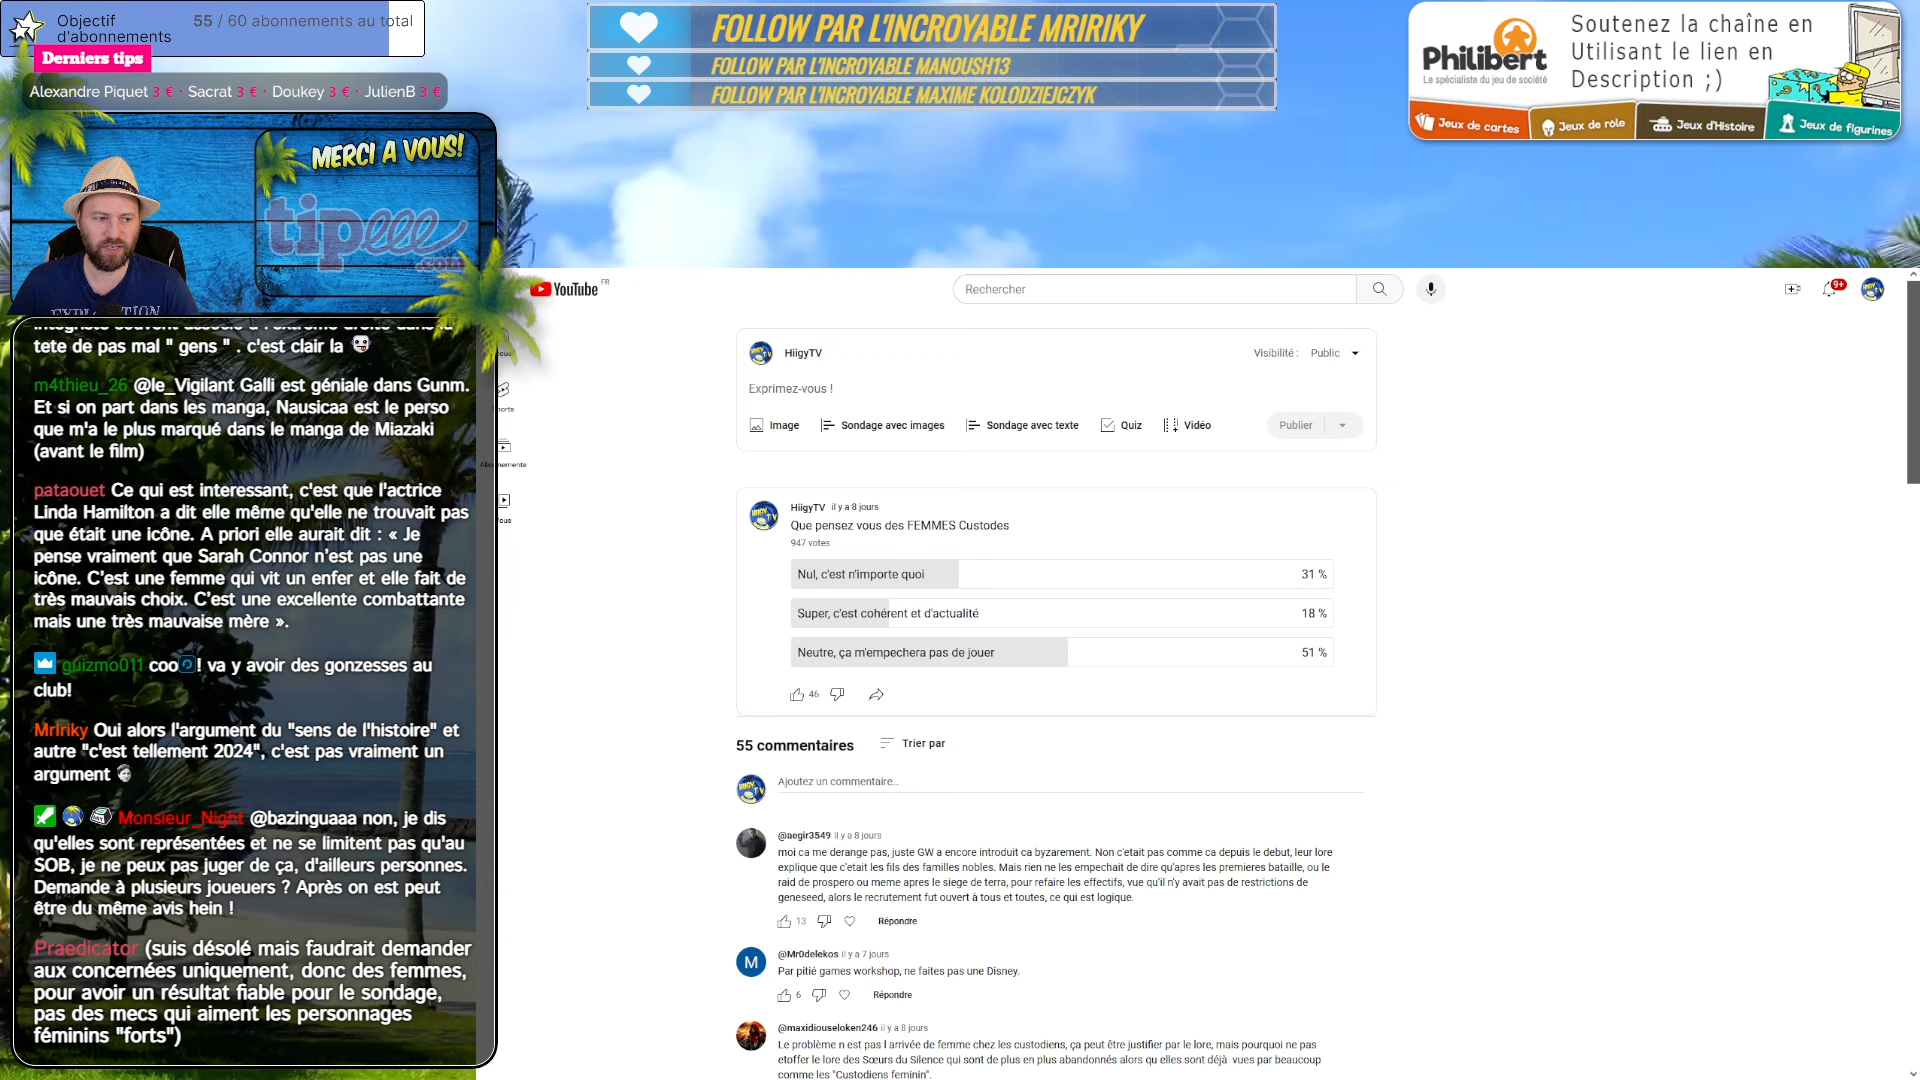 Objectif
d'abonnements
55 / 60 abonnements au total
Derniers tips
Alexandre Piquet 3 € · Sacrat 3 € · Doukey 3 € · JulienB 3 €
MERCI A VOUS!
tipeee
.com
FOLLOW PAR L'INCROYABLE MRIRIKY
FOLLOW PAR L'INCROYABLE MANOUSH13
FOLLOW PAR L'INCROYABLE MAXIME KOLODZIEJCZYK
Philibert
Le spécialiste du jeu de société
Soutenez la chaîne en
Utilisant le lien en
Description ;)
Jeux de cartes
Jeux de rôle
Jeux d'Histoire
Jeux de figurines
tete de pas mal " gens " . c'est clair la
m4thieu_26 @le_Vigilant Galli est géniale dans Gunm.
Et si on part dans les manga, Nausicaa est le perso
que m'a le plus marqué dans le manga de Miazaki
(avant le film)
pataouet Ce qui est interessant, c'est que l'actrice
Linda Hamilton a dit elle même qu'elle ne trouvait pas
que était une icône. A priori elle aurait dit : « Je
pense vraiment que Sarah Connor n'est pas une
icône. C'est une femme qui vit un enfer et elle fait de
très mauvais choix. C'est une excellente combattante
mais une très mauvaise mère ».
guizmo011 coo ! va y avoir des gonzesses au
club!
MrIriky Oui alors l'argument du "sens de l'histoire" et
autre "c'est tellement 2024", c'est pas vraiment un
argument
Monsieur_Night @bazinguaaa non, je dis
qu'elles sont représentées et ne se limitent pas qu'au
SOB, je ne peux pas juger de ça, d'ailleurs personnes.
Demande à plusieurs joueuers ? Après on est peut
être du même avis hein !
Praedicator (suis désolé mais faudrait demander
aux concernées uniquement, donc des femmes,
pour avoir un résultat fiable pour le sondage,
pas des mecs qui aiment les personnages
féminins "forts")
YouTube FR
Rechercher
9+
HiigyTV
Visibilité : Public
Exprimez-vous !
Image
Sondage avec images
Sondage avec texte
Quiz
Vidéo
Publier
HiigyTV il y a 8 jours
Que pensez vous des FEMMES Custodes
947 votes
Nul, c'est n'importe quoi 31 %
Super, c'est cohérent et d'actualité 18 %
Neutre, ça m'empechera pas de jouer 51 %
46
55 commentaires
Trier par
Ajoutez un commentaire...
@aegir3549 il y a 8 jours
moi ca me derange pas, juste GW a encore introduit ca byzarement. Non c'etait pas comme ca depuis le debut, leur lore
explique que c'etait les fils des familles nobles. Mais rien ne les empechait de dire qu'apres les premieres bataille, ou le
raid de prospero ou meme apres le siege de terra, pour refaire les effectifs, vue qu'il n'y avait pas de restrictions de
geneseed, alors le recrutement fut ouvert à tous et toutes, ce qui est logique.
13
Répondre
M
@Mr0delekos il y a 7 jours
Par pitié games workshop, ne faites pas une Disney.
6
Répondre
@maxidiouseloken246 il y a 8 jours
Le problème n est pas l arrivée de femme chez les custodiens, ça peut être justifier par le lore, mais pourquoi ne pas
etoffer le lore des Sœurs du Silence qui sont de plus en plus abandonnés alors qu elles sont déjà vues par beaucoup
comme les "Custodiens feminin".